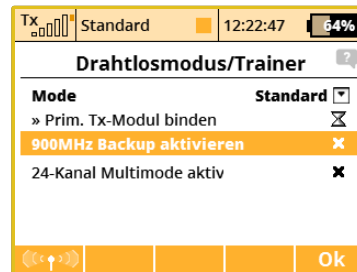 Tx Standard 12:22:47 64%
Drahtlosmodus/Trainer ?
Mode Standard
» Prim. Tx-Modul binden
900MHz Backup aktivieren
24-Kanal Multimode aktiv
Ok